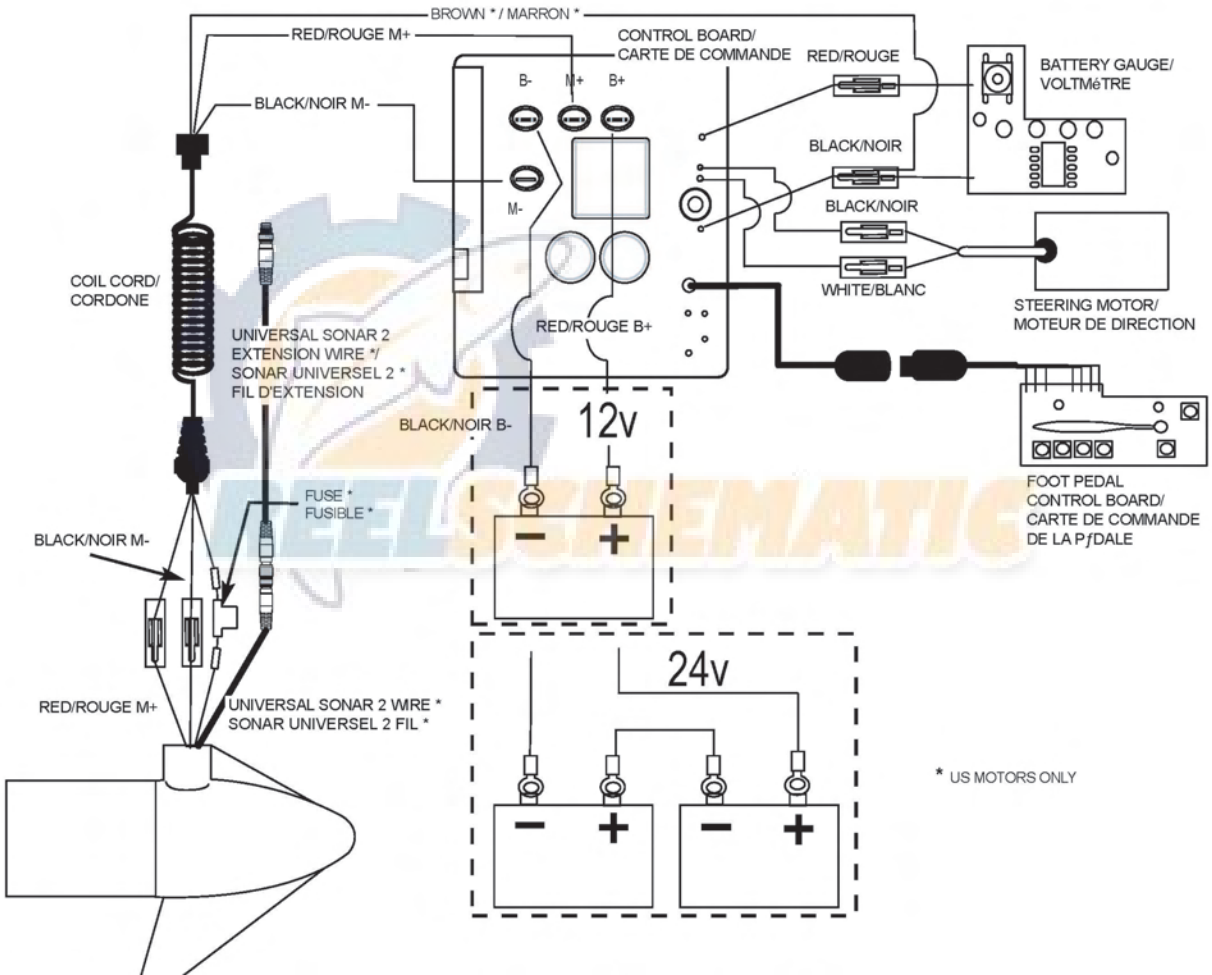 BROWN * / MARRON *
RED/ROUGE M+
BLACK/NOIR M-
CONTROL BOARD/
CARTE DE COMMANDE
B-
M+
B+
M-
RED/ROUGE
BATTERY GAUGE/
VOLTMéTRE
BLACK/NOIR
BLACK/NOIR
WHITE/BLANC
STEERING MOTOR/
MOTEUR DE DIRECTION
COIL CORD/
CORDONE
UNIVERSAL SONAR 2
EXTENSION WIRE */
SONAR UNIVERSEL 2 *
FIL D'EXTENSION
RED/ROUGE B+
BLACK/NOIR B-
12v
FOOT PEDAL
CONTROL BOARD/
CARTE DE COMMANDE
DE LA PƒDALE
FUSE *
FUSIBLE *
REELSCHEMATIC
BLACK/NOIR M-
- +
RED/ROUGE M+
UNIVERSAL SONAR 2 WIRE *
SONAR UNIVERSEL 2 FIL *
24v
- + - +
* US MOTORS ONLY